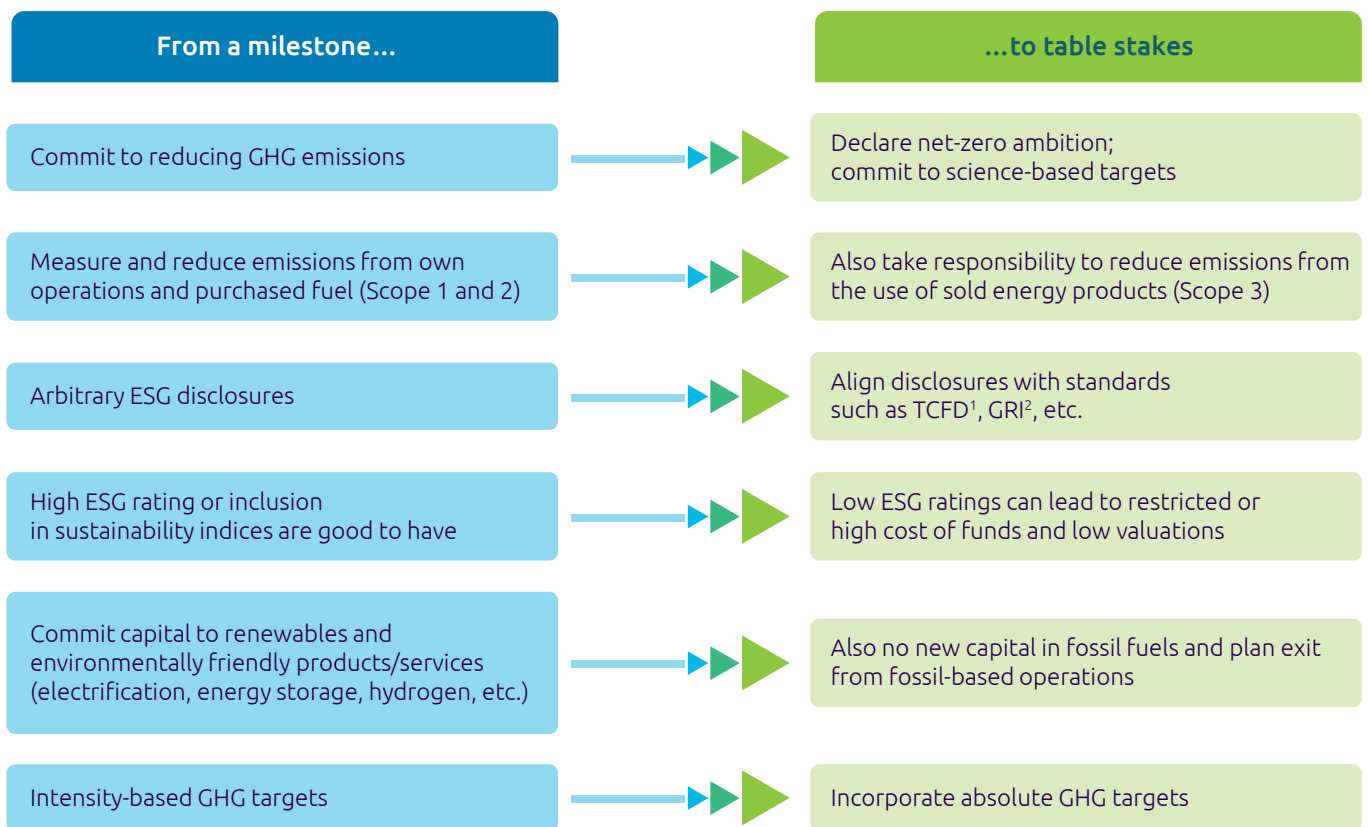 From a milestone...
...to table stakes
Commit to reducing GHG emissions
Declare net-zero ambition;
commit to science-based targets
Measure and reduce emissions from own
operations and purchased fuel (Scope 1 and 2)
Also take responsibility to reduce emissions from
the use of sold energy products (Scope 3)
Arbitrary ESG disclosures
Align disclosures with standards
such as TCFD¹, GRI², etc.
High ESG rating or inclusion
in sustainability indices are good to have
Low ESG ratings can lead to restricted or
high cost of funds and low valuations
Commit capital to renewables and
environmentally friendly products/services
(electrification, energy storage, hydrogen, etc.)
Also no new capital in fossil fuels and plan exit
from fossil-based operations
Intensity-based GHG targets
Incorporate absolute GHG targets